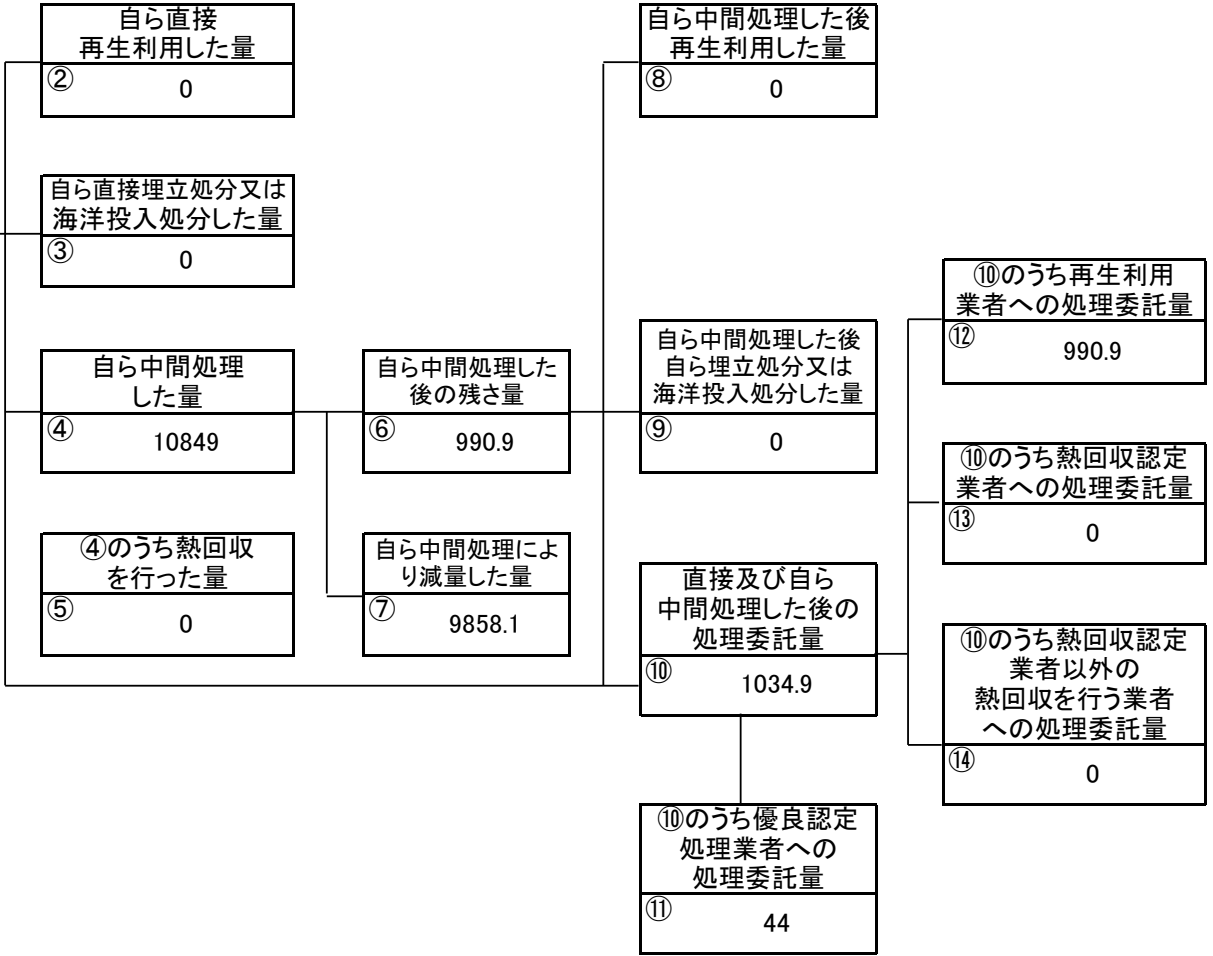 自ら直接
再生利用した量
②
0
自ら中間処理した後
再生利用した量
⑧
0
自ら直接埋立処分又は
海洋投入処分した量
③
0
⑩のうち再生利用
業者への処理委託量
⑫
990.9
自ら中間処理
した量
④
10849
自ら中間処理した
後の残さ量
⑥
990.9
自ら中間処理した後
自ら埋立処分又は
海洋投入処分した量
⑨
0
⑩のうち熱回収認定
業者への処理委託量
⑬
0
④のうち熱回収
を行った量
⑤
0
自ら中間処理によ
り減量した量
⑦
9858.1
直接及び自ら
中間処理した後の
処理委託量
⑩
1034.9
⑩のうち熱回収認定
業者以外の
熱回収を行う業者
への処理委託量
⑭
0
⑩のうち優良認定
処理業者への
処理委託量
⑪
44